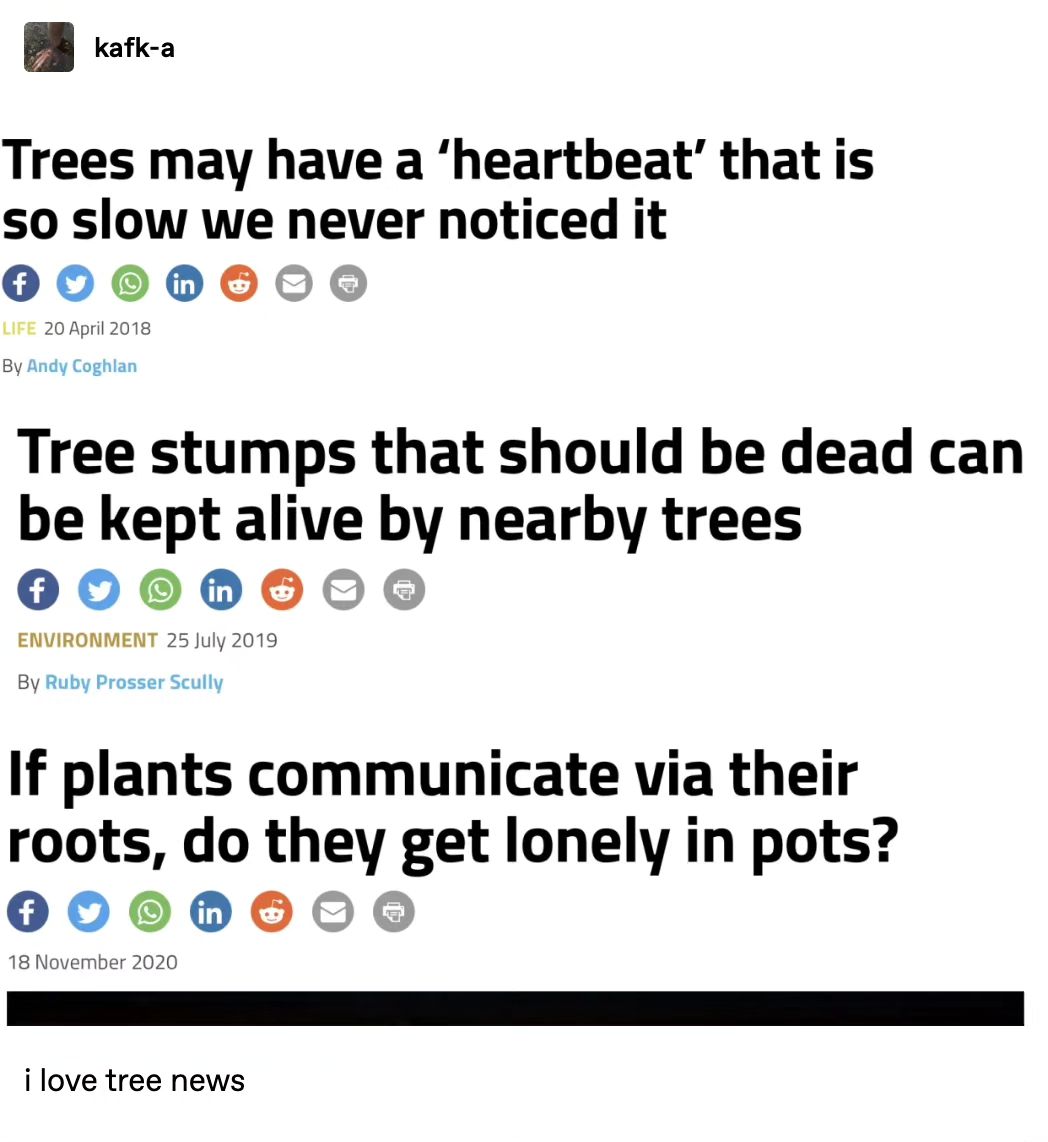 kafk-a
Trees may have a ‘heartbeat’ that is
so slow we never noticed it
LIFE 20 April 2018
By Andy Coghlan
Tree stumps that should be dead can
be kept alive by nearby trees
ENVIRONMENT 25 July 2019
By Ruby Prosser Scully
If plants communicate via their
roots, do they get lonely in pots?
18 November 2020
i love tree news